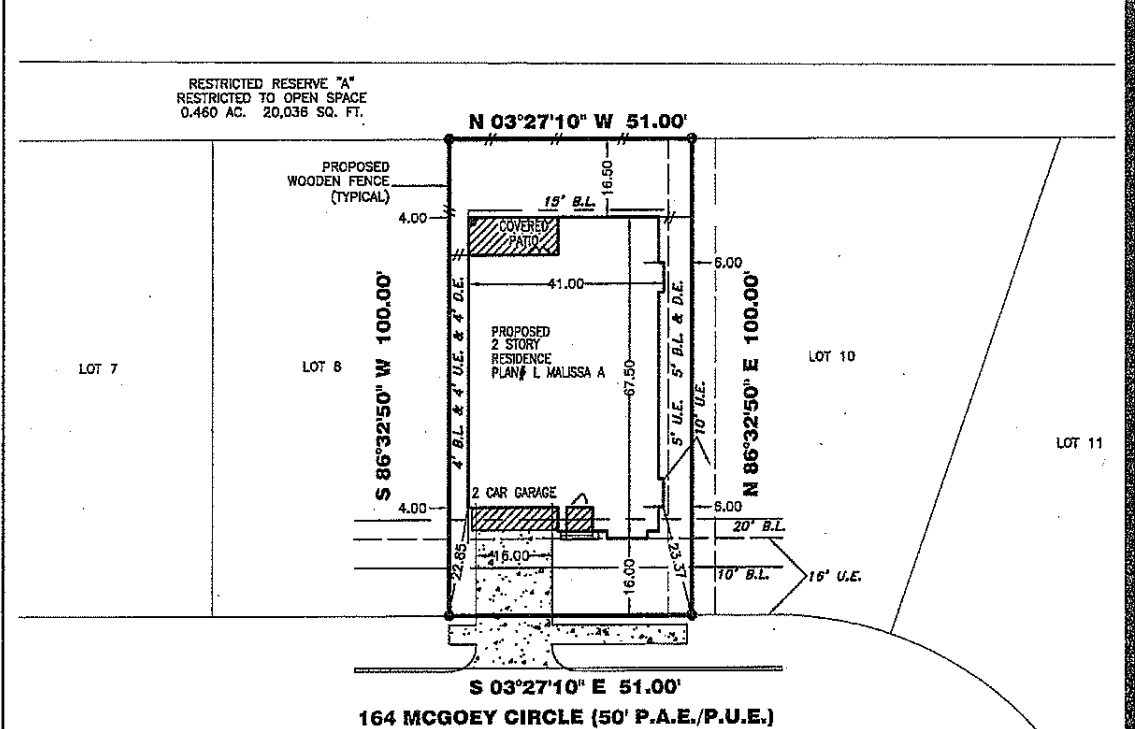 RESTRICTED RESERVE "A"
RESTRICTED TO OPEN SPACE
0.460 AC. 20,036 SQ. FT.
N 03°27'10" W 51.00'
PROPOSED
WOODEN FENCE
(TYPICAL)
16.50
15' B.L.
4.00
COVERED
PATIO
6.00
41.00
S 86°32'50" W 100.00'
4' B.L. & 4' U.E. & 4' D.E.
PROPOSED
2 STORY
RESIDENCE
PLAN# L MALISSA A
67.50
5' U.E. 5' B.L. & D.E.
10' U.E.
N 86°32'50" E 100.00'
LOT 7
LOT 8
LOT 10
LOT 11
2 CAR GARAGE
4.00
6.00
20' B.L.
22.85
16.00
16.00
23.37
10' B.L.
16' U.E.
S 03°27'10" E 51.00'
164 MCGOEY CIRCLE (50' P.A.E./P.U.E.)